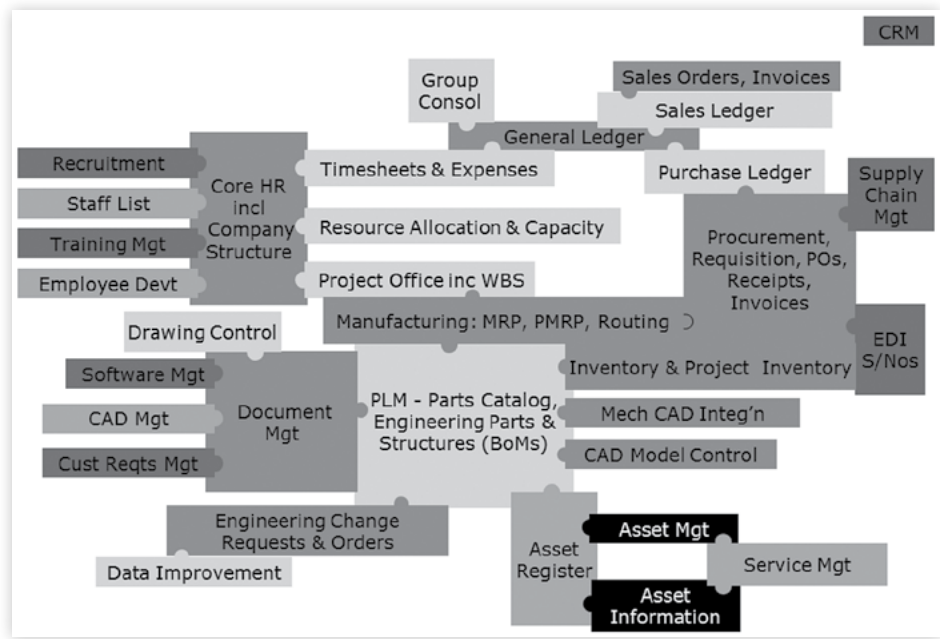 CRM
Group
Consol
Sales Orders, Invoices
Sales Ledger
General Ledger
Recruitment
Staff List
Training Mgt
Employee Devt
Core HR
incl
Company
Structure
Timesheets & Expenses
Resource Allocation & Capacity
Project Office inc WBS
Purchase Ledger
Supply
Chain
Mgt
Procurement,
Requisition, POs,
Receipts,
Invoices
Manufacturing: MRP, PMRP, Routing
EDI
S/Nos
Inventory & Project Inventory
Drawing Control
Software Mgt
CAD Mgt
Cust Reqts Mgt
Document
Mgt
PLM - Parts Catalog,
Engineering Parts &
Structures (BoMs)
Mech CAD Integ'n
CAD Model Control
Engineering Change
Requests & Orders
Data Improvement
Asset
Register
Asset Mgt
Service Mgt
Asset
Information